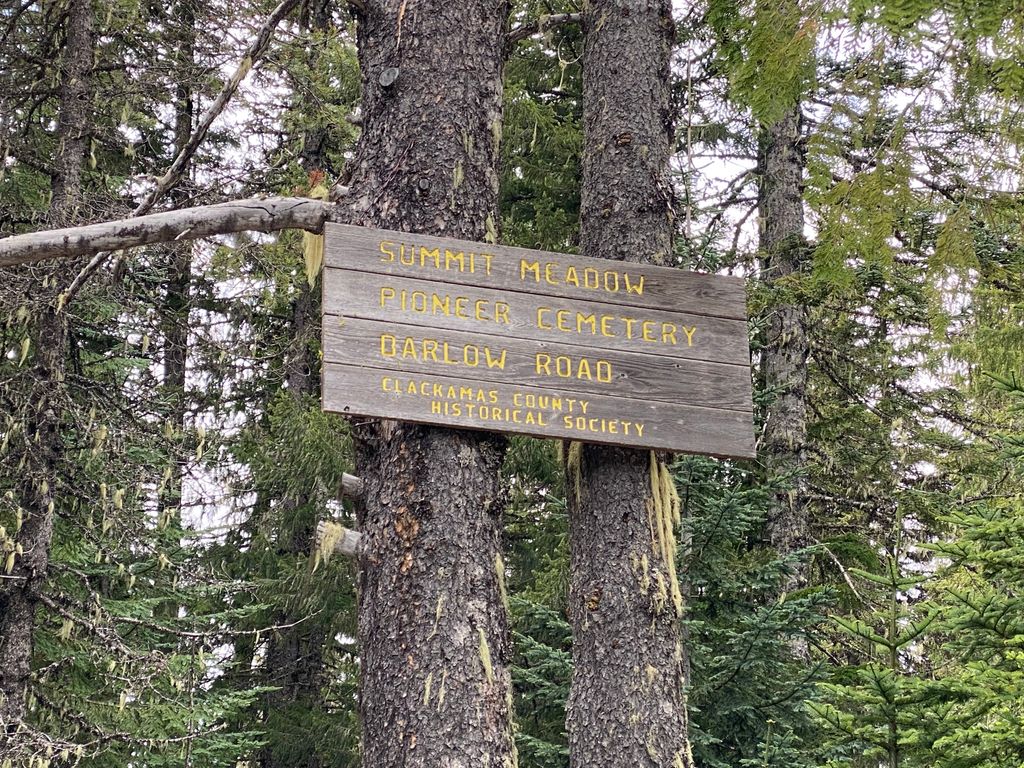 SUMMIT MEADOW
PIONEER CEMETERY
BARLOW ROAD
CLACKAMAS COUNTY
HISTORICAL SOCIETY